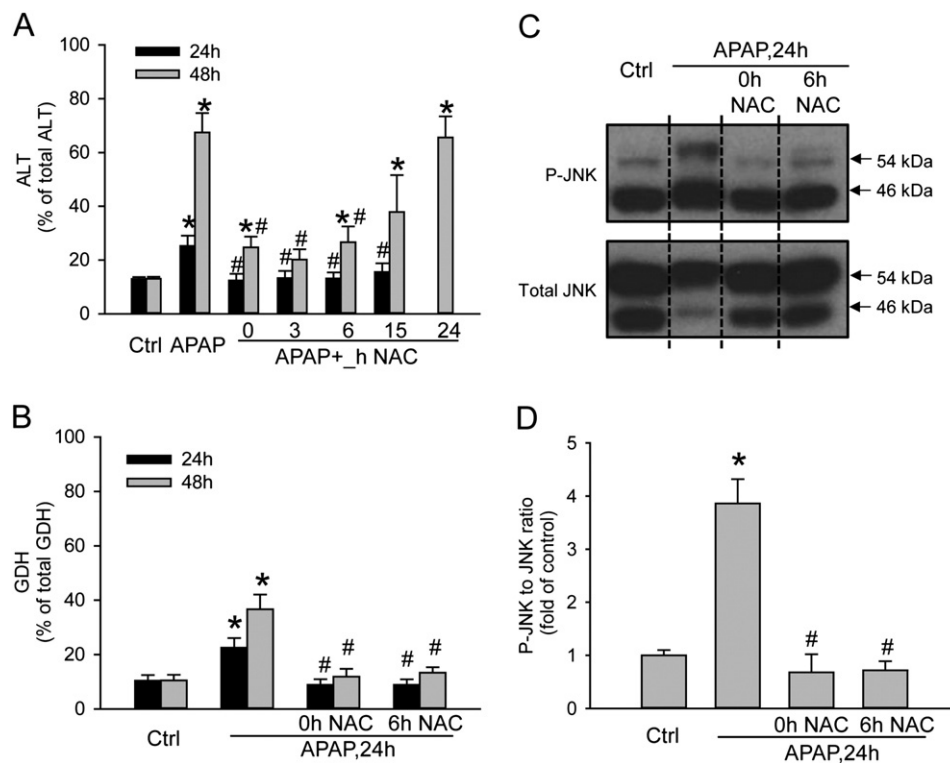 A
100
80
60
40
20
0
ALT
(% of total ALT)
24h
48h
*
*
#
*
#
#
#
#
*
#
#
*
*
Ctrl APAP 0 3 6 15 24
APAP+_h NAC
B
100
80
60
40
20
0
GDH
(% of total GDH)
24h
48h
*
*
#
#
#
#
Ctrl
0h NAC 6h NAC
APAP,24h
C
APAP,24h
Ctrl
0h
NAC
6h
NAC
P-JNK
54 kDa
46 kDa
Total JNK
54 kDa
46 kDa
D
5
4
3
2
1
0
P-JNK to JNK ratio
(fold of control)
*
#
#
Ctrl
0h NAC 6h NAC
APAP,24h